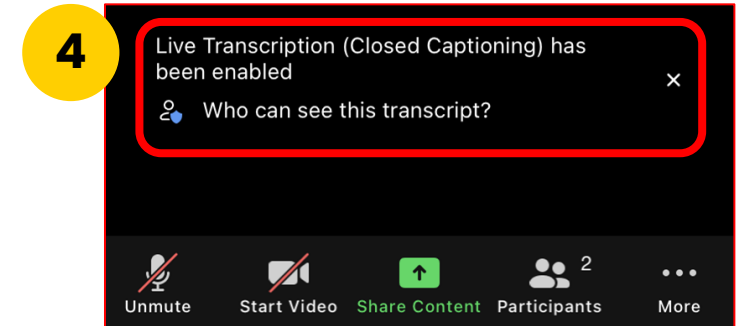 4
Live Transcription (Closed Captioning) has
been enabled
Who can see this transcript?
2
Unmute Start Video Share Content Participants More